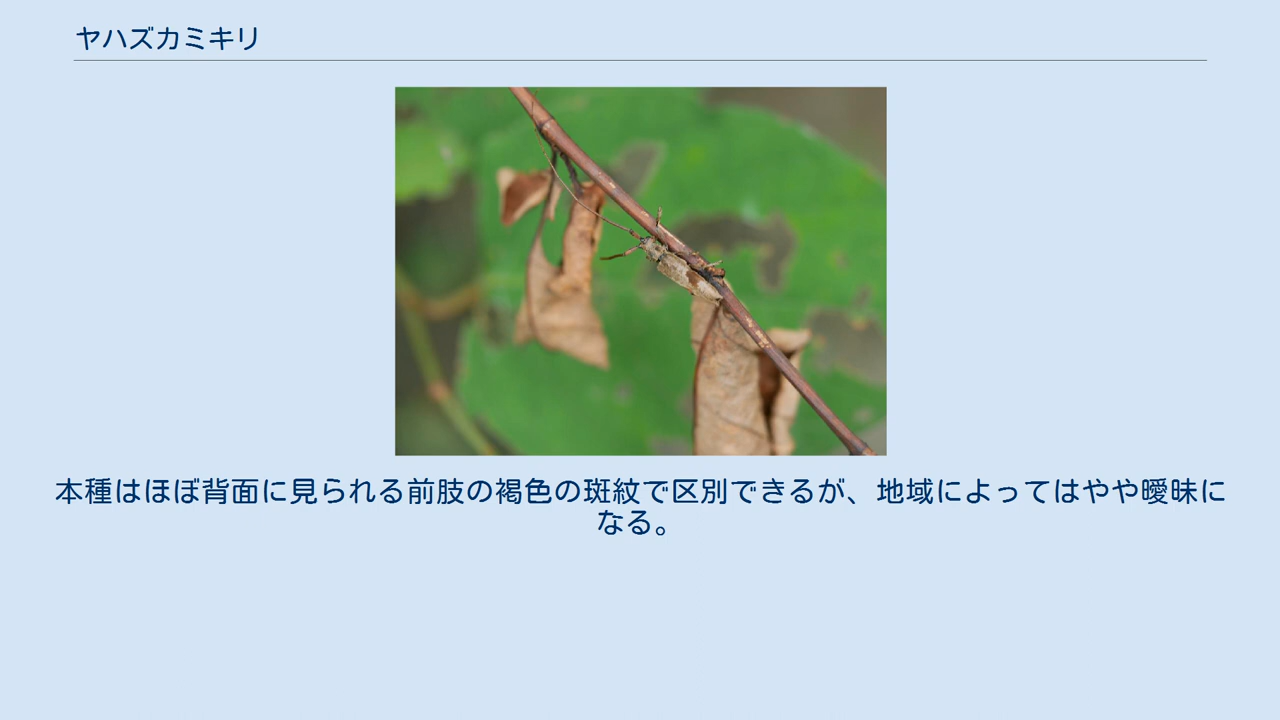 ヤハズカミキリ
本種はほぼ背面に見られる前肢の褐色の斑紋で区別できるが、地域によってはやや曖昧に
なる。